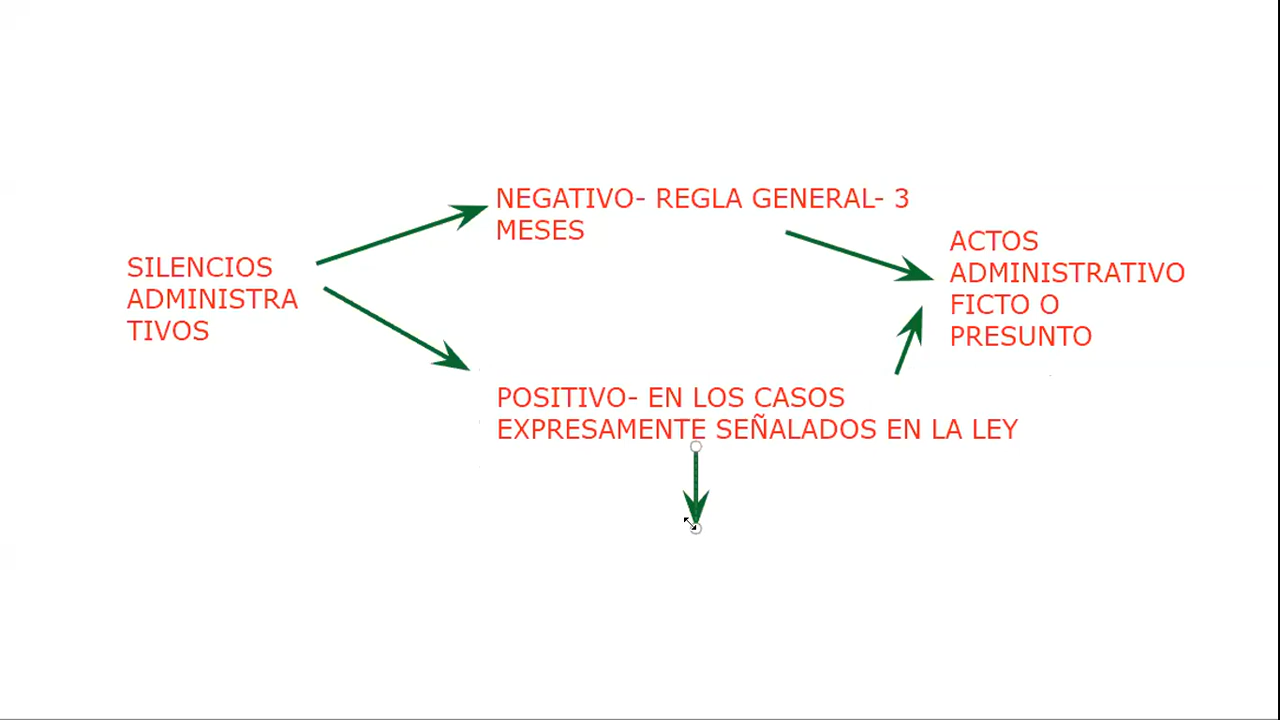 SILENCIOS
ADMINISTRA
TIVOS
NEGATIVO- REGLA GENERAL- 3
MESES
POSITIVO- EN LOS CASOS
EXPRESAMENTE SEÑALADOS EN LA LEY
ACTOS
ADMINISTRATIVO
FICTO O
PRESUNTO